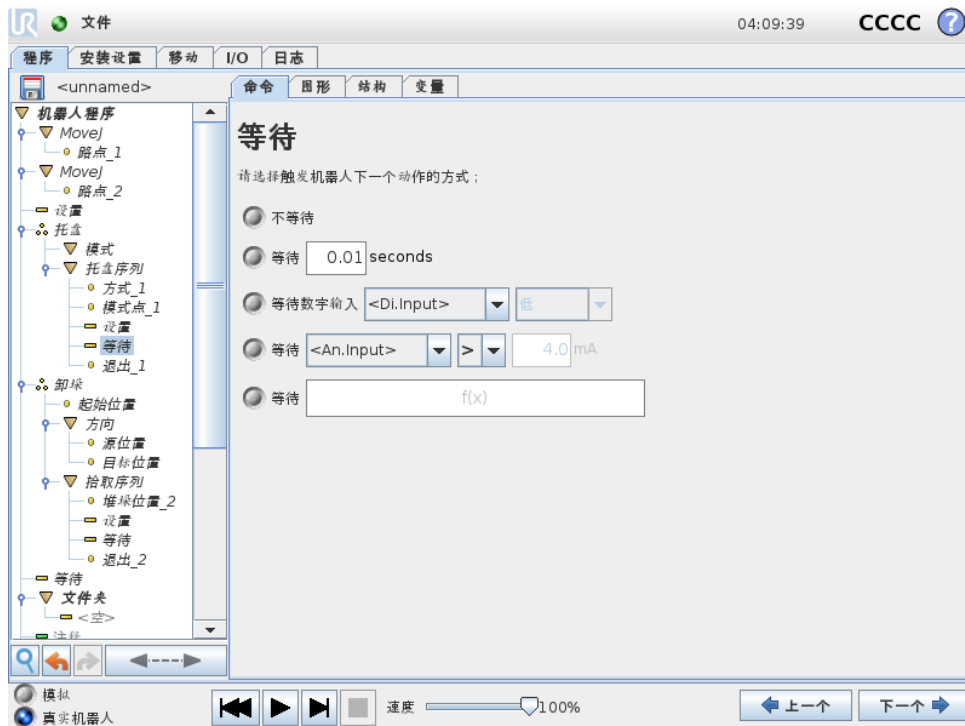 UR 文件 04:09:39 CCCC ?
程序 安装设置 移动 I/O 日志
<unnamed> 命令 图形 结构 变量
机器人程序
MoveJ
路点_1
MoveJ
路点_2
设置
托盘
模式
托盘序列
方式_1
模式点_1
设置
等待
退出_1
卸垛
起始位置
方向
源位置
目标位置
拾取序列
堆垛位置_2
设置
等待
退出_2
等待
文件夹
<空>
注释
等待
请选择触发机器人下一个动作的方式：
不等待
等待 0.01 seconds
等待数字输入 <Di.Input> 低
等待 <An.Input> > 4.0 mA
等待 f(x)
模拟
真实机器人
速度 100% 上一个 下一个